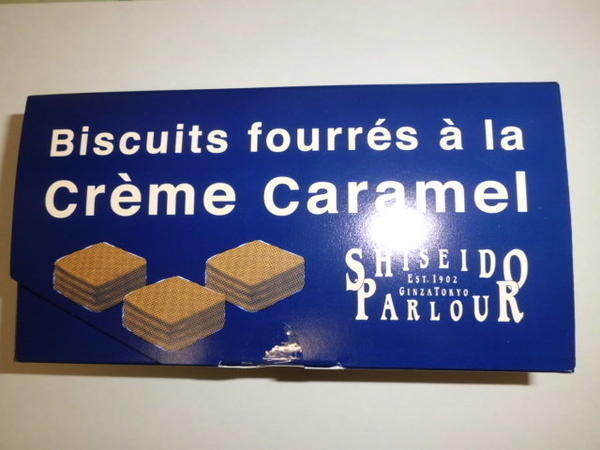 Biscuits fourrés à la
Crème Caramel
SHISEIDO
EST. 1902
GINZA TOKYO
PARLOUR